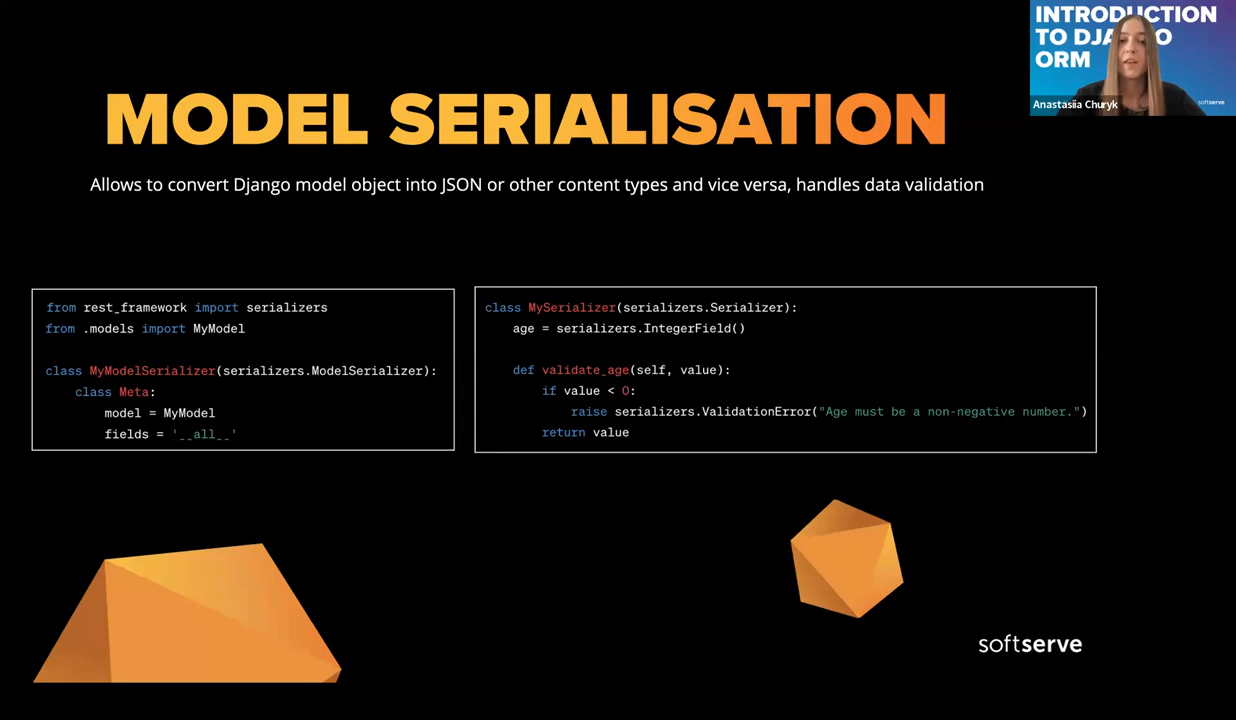 INTRODUCTION
TO DJANGO
ORM
Anastasiia Churyk
softserve
MODEL SERIALISATION
Allows to convert Django model object into JSON or other content types and vice versa, handles data validation
from rest_framework import serializers
from .models import MyModel
class MyModelSerializer(serializers.ModelSerializer):
class Meta:
model = MyModel
fields = '__all__'
class MySerializer(serializers.Serializer):
age = serializers.IntegerField()
def validate_age(self, value):
if value < 0:
raise serializers.ValidationError("Age must be a non-negative number.")
return value
softserve